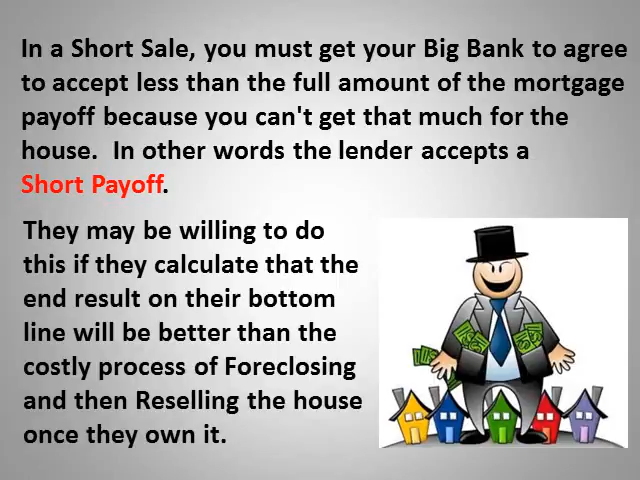 In a Short Sale, you must get your Big Bank to agree
to accept less than the full amount of the mortgage
payoff because you can't get that much for the
house.  In other words the lender accepts a
Short Payoff.
They may be willing to do
this if they calculate that the
end result on their bottom
line will be better than the
costly process of Foreclosing
and then Reselling the house
once they own it.